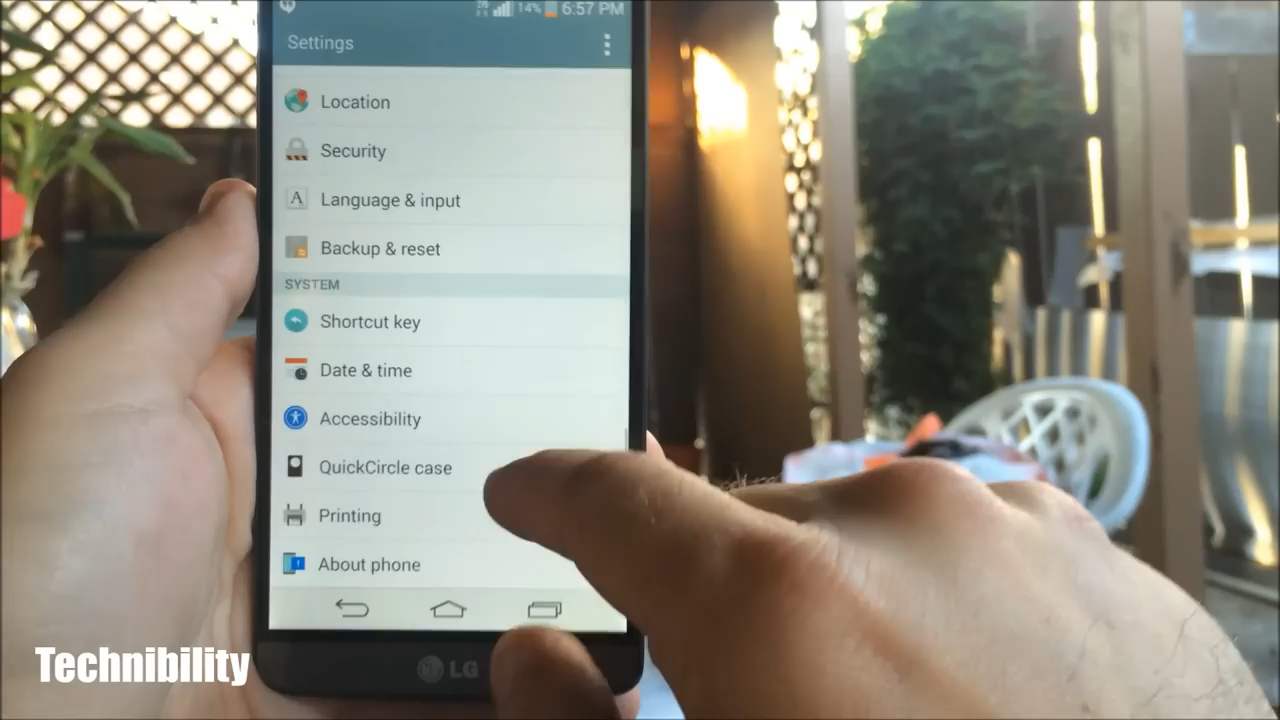 14% 6:57 PM
Settings
Location
Security
A Language & input
Backup & reset
SYSTEM
Shortcut key
Date & time
Accessibility
QuickCircle case
Printing
About phone
LG
Technibility